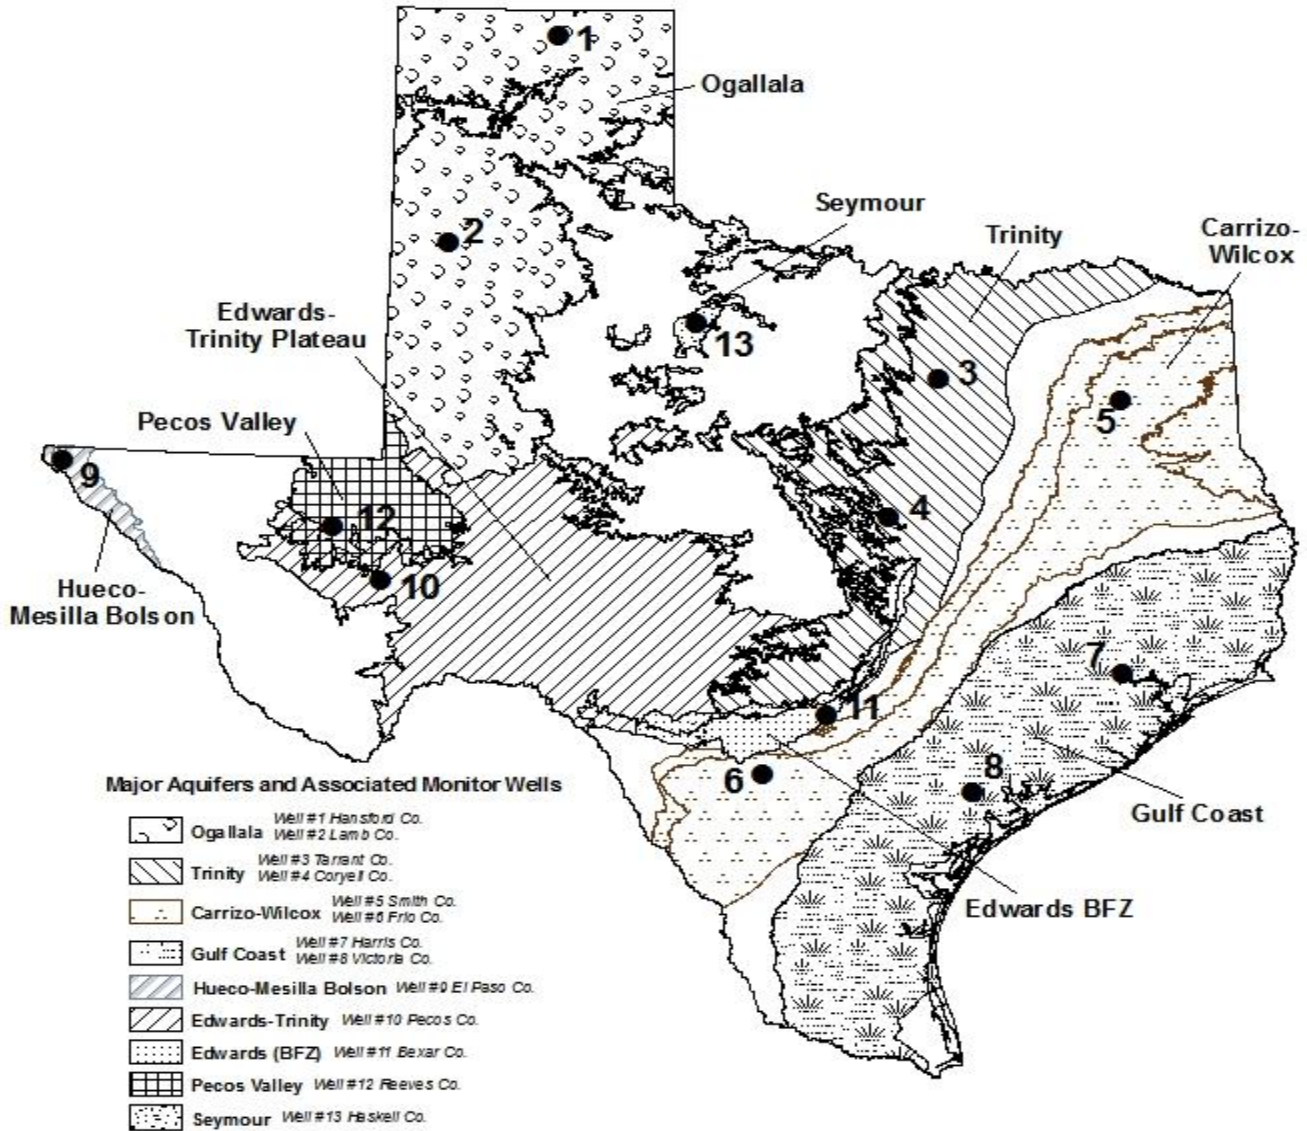 1
Ogallala
Seymour
Trinity
Carrizo-
Wilcox
2
Edwards-
Trinity Plateau
13
3
5
Pecos Valley
9
12
4
10
Hueco-
Mesilla Bolson
7
11
6
8
Gulf Coast
Edwards BFZ
Major Aquifers and Associated Monitor Wells
Ogallala Well #1 Hansford Co.
Well #2 Lamb Co.
Trinity Well #3 Tarrant Co.
Well #4 Coryell Co.
Carrizo-Wilcox Well #5 Smith Co.
Well #6 Frio Co.
Gulf Coast Well #7 Harris Co.
Well #8 Victoria Co.
Hueco-Mesilla Bolson Well #9 El Paso Co.
Edwards-Trinity Well #10 Pecos Co.
Edwards (BFZ) Well #11 Bexar Co.
Pecos Valley Well #12 Reeves Co.
Seymour Well #13 Haskell Co.